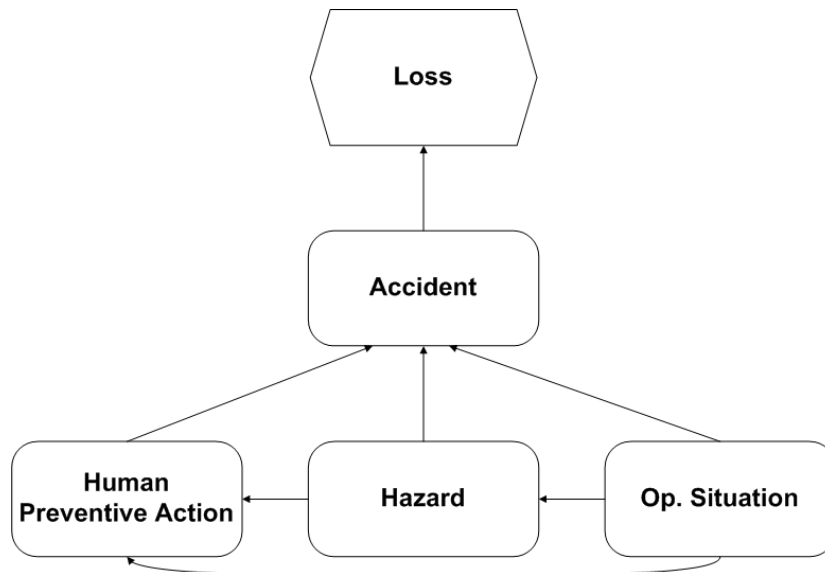 Loss
Accident
Human
Preventive Action
Hazard
Op. Situation